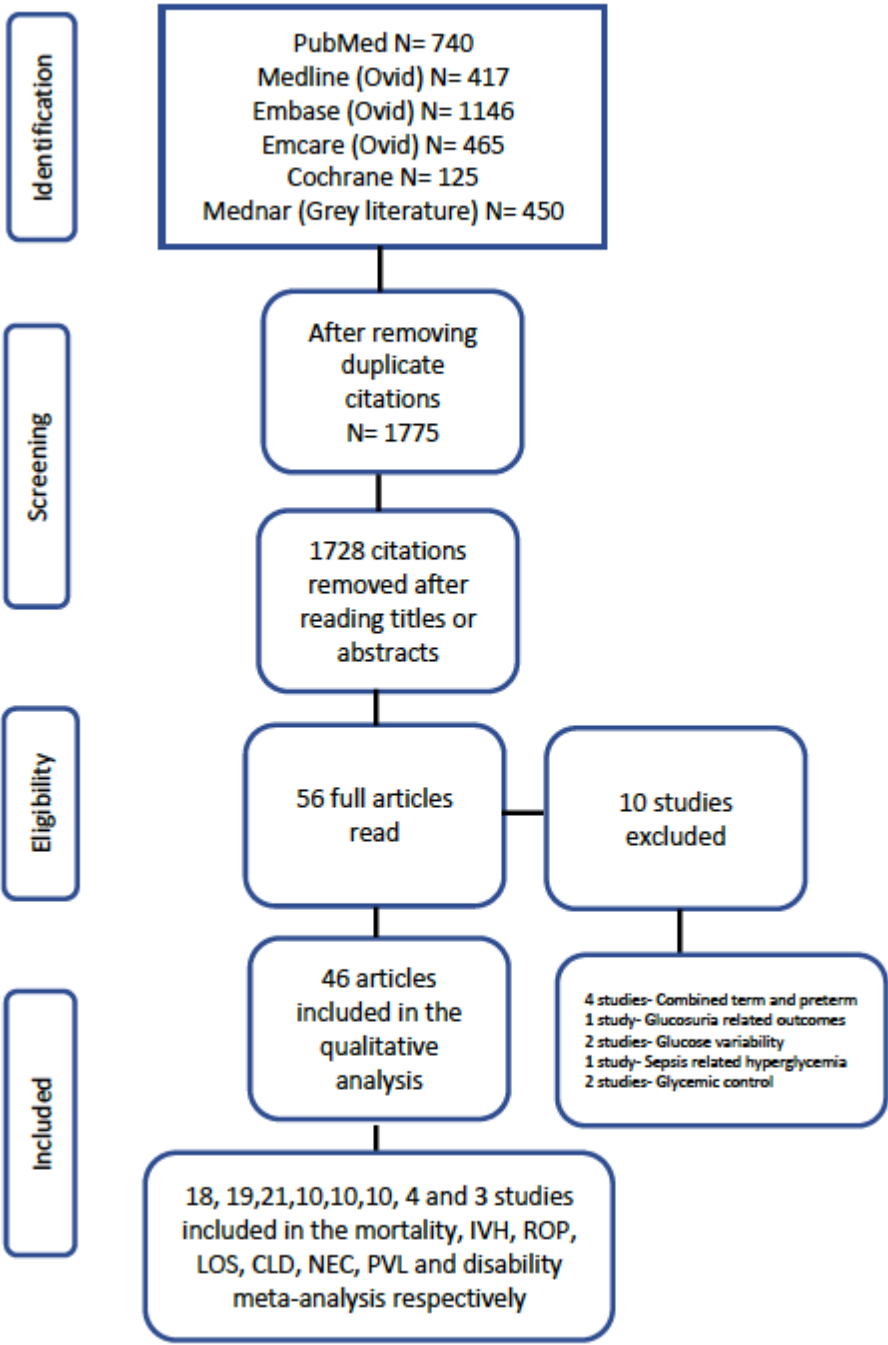 Identification
PubMed N= 740
Medline (Ovid) N= 417
Embase (Ovid) N= 1146
Emcare (Ovid) N= 465
Cochrane N= 125
Mednar (Grey literature) N= 450
Screening
After removing
duplicate
citations
N= 1775
1728 citations
removed after
reading titles or
abstracts
Eligibility
56 full articles
read
10 studies
excluded
4 studies- Combined term and preterm
1 study- Glucosuria related outcomes
2 studies- Glucose variability
1 study- Sepsis related hyperglycemia
2 studies- Glycemic control
Included
46 articles
included in the
qualitative
analysis
18, 19,21,10,10,10, 4 and 3 studies
included in the mortality, IVH, ROP,
LOS, CLD, NEC, PVL and disability
meta-analysis respectively